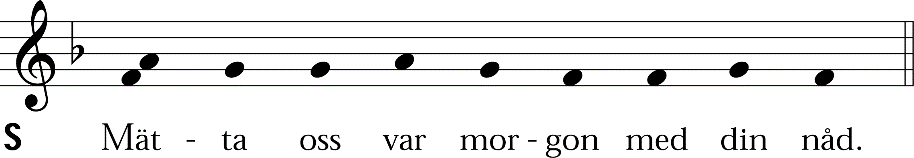 S Mät - ta oss var mor - gon med din nåd.